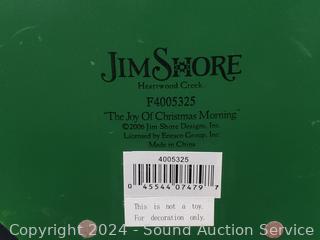 JIM SHORE
Heartwood Creek
F4005325
"The Joy Of Christmas Morning"
©2006 Jim Shore Designs, Inc.
Licensed by Enesco Group, Inc.
Made in China
4005325
0 45544 07479 7
This is not a toy.
For decoration only.
Copyright 2024 - Sound Auction Service